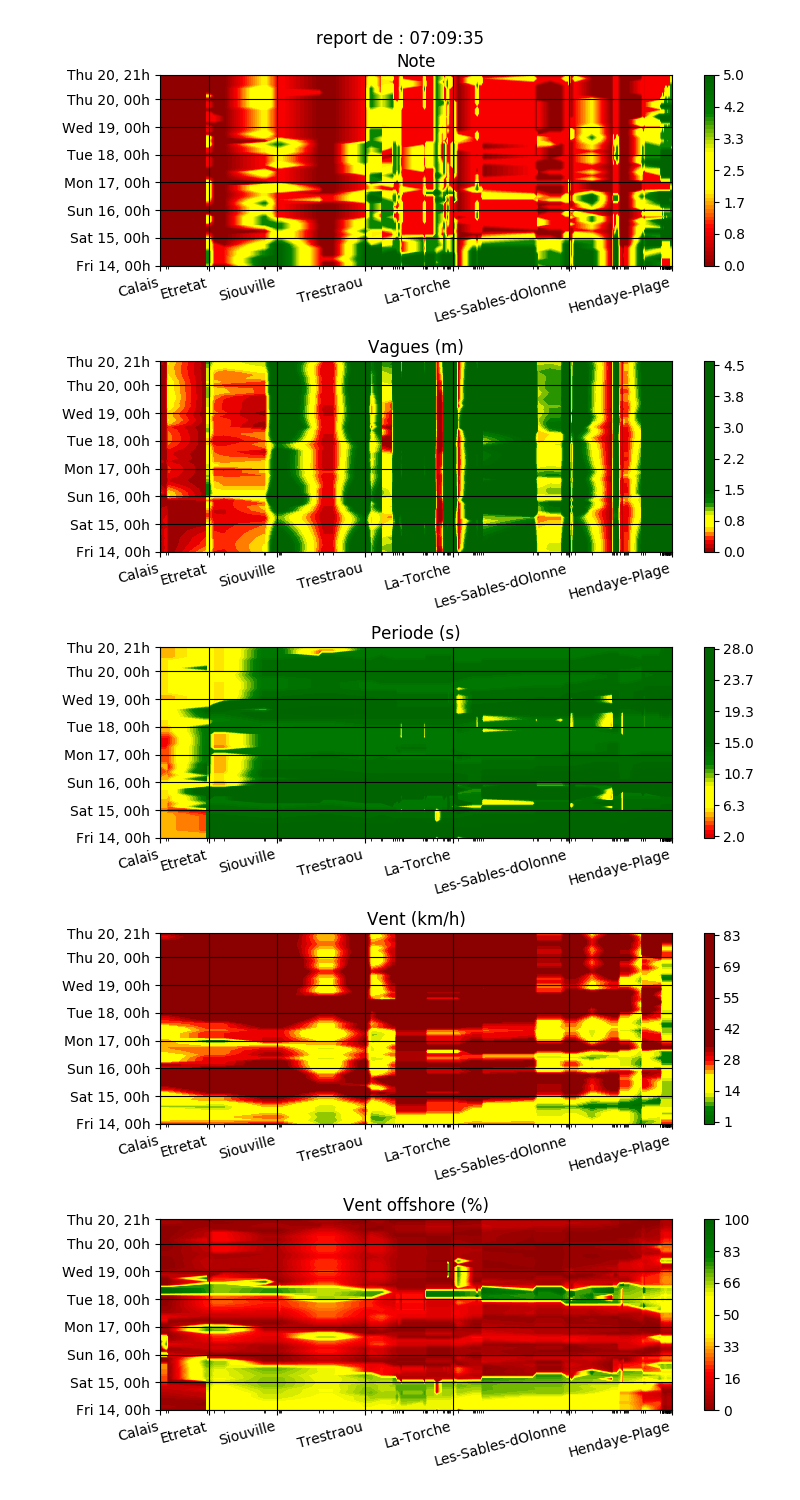 report de : 07:09:35
Note
Thu 20, 21h
Thu 20, 00h
Wed 19, 00h
Tue 18, 00h
Mon 17, 00h
Sun 16, 00h
Sat 15, 00h
Fri 14, 00h
Calais
Etretat
Siouville
Trestraou
La-Torche
Les-Sables-dOlonne
Hendaye-Plage
5.0
4.2
3.3
2.5
1.7
0.8
0.0
Vagues (m)
Thu 20, 21h
Thu 20, 00h
Wed 19, 00h
Tue 18, 00h
Mon 17, 00h
Sun 16, 00h
Sat 15, 00h
Fri 14, 00h
Calais
Etretat
Siouville
Trestraou
La-Torche
Les-Sables-dOlonne
Hendaye-Plage
4.5
3.8
3.0
2.2
1.5
0.8
0.0
Periode (s)
Thu 20, 21h
Thu 20, 00h
Wed 19, 00h
Tue 18, 00h
Mon 17, 00h
Sun 16, 00h
Sat 15, 00h
Fri 14, 00h
Calais
Etretat
Siouville
Trestraou
La-Torche
Les-Sables-dOlonne
Hendaye-Plage
28.0
23.7
19.3
15.0
10.7
6.3
2.0
Vent (km/h)
Thu 20, 21h
Thu 20, 00h
Wed 19, 00h
Tue 18, 00h
Mon 17, 00h
Sun 16, 00h
Sat 15, 00h
Fri 14, 00h
Calais
Etretat
Siouville
Trestraou
La-Torche
Les-Sables-dOlonne
Hendaye-Plage
83
69
55
42
28
14
1
Vent offshore (%)
Thu 20, 21h
Thu 20, 00h
Wed 19, 00h
Tue 18, 00h
Mon 17, 00h
Sun 16, 00h
Sat 15, 00h
Fri 14, 00h
Calais
Etretat
Siouville
Trestraou
La-Torche
Les-Sables-dOlonne
Hendaye-Plage
100
83
66
50
33
16
0